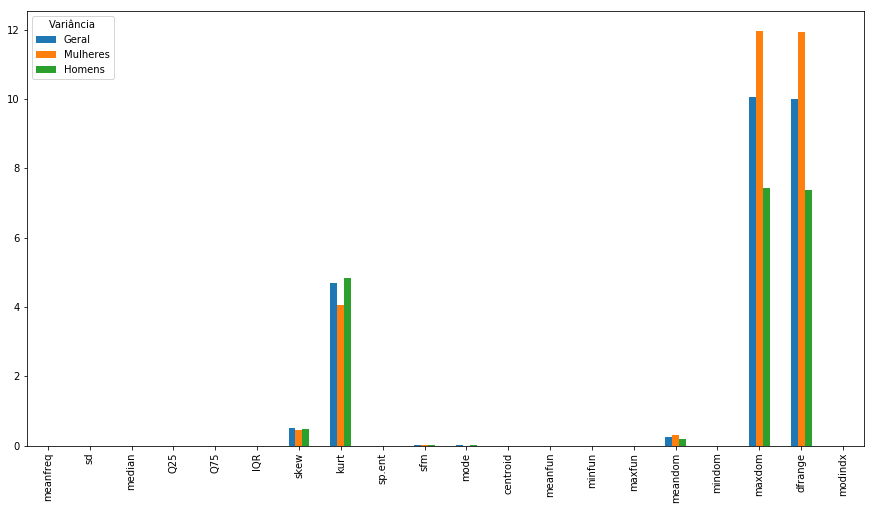 Variância
Geral
Mulheres
Homens
12
10
8
6
4
2
0
meanfreq
sd
median
Q25
Q75
IQR
skew
kurt
sp.ent
sfm
mode
centroid
meanfun
minfun
maxfun
meandom
mindom
maxdom
dfrange
modindx